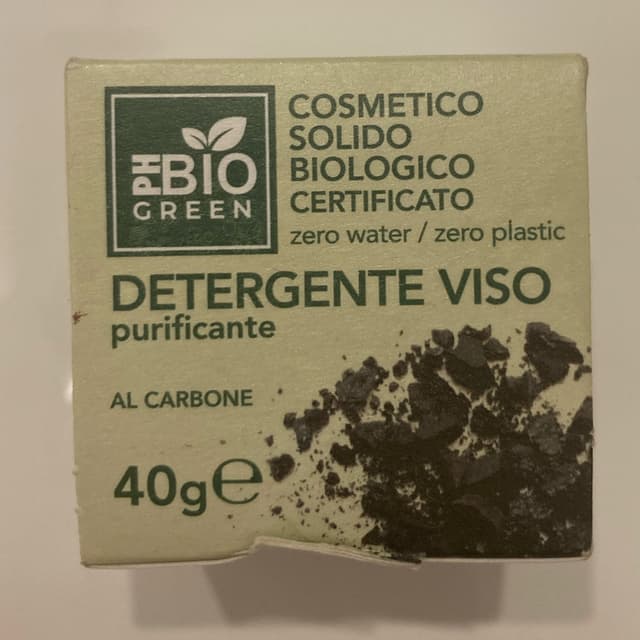 PH BIO
GREEN
COSMETICO
SOLIDO
BIOLOGICO
CERTIFICATO
zero water / zero plastic
DETERGENTE VISO
purificante
AL CARBONE
40g℮